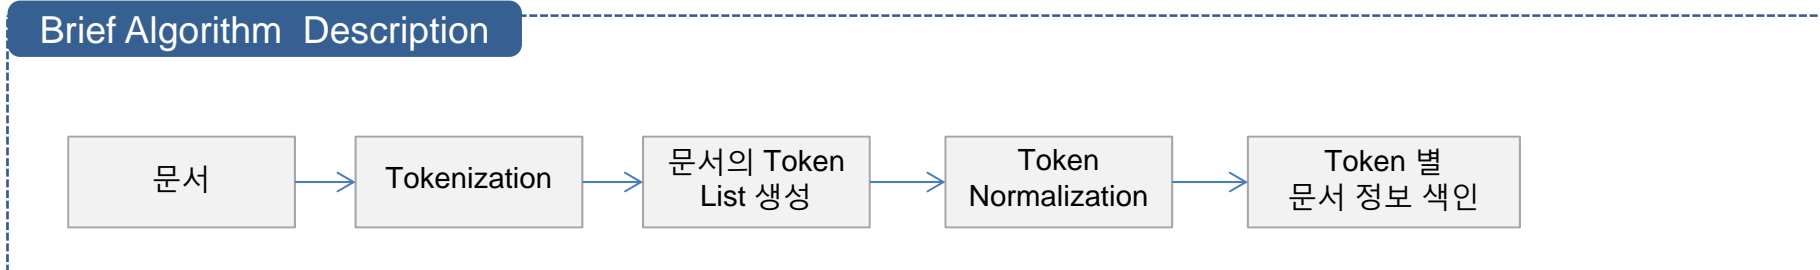 Brief Algorithm  Description
문서
Tokenization
문서의 Token
List 생성
Token
Normalization
Token 별
문서 정보 색인